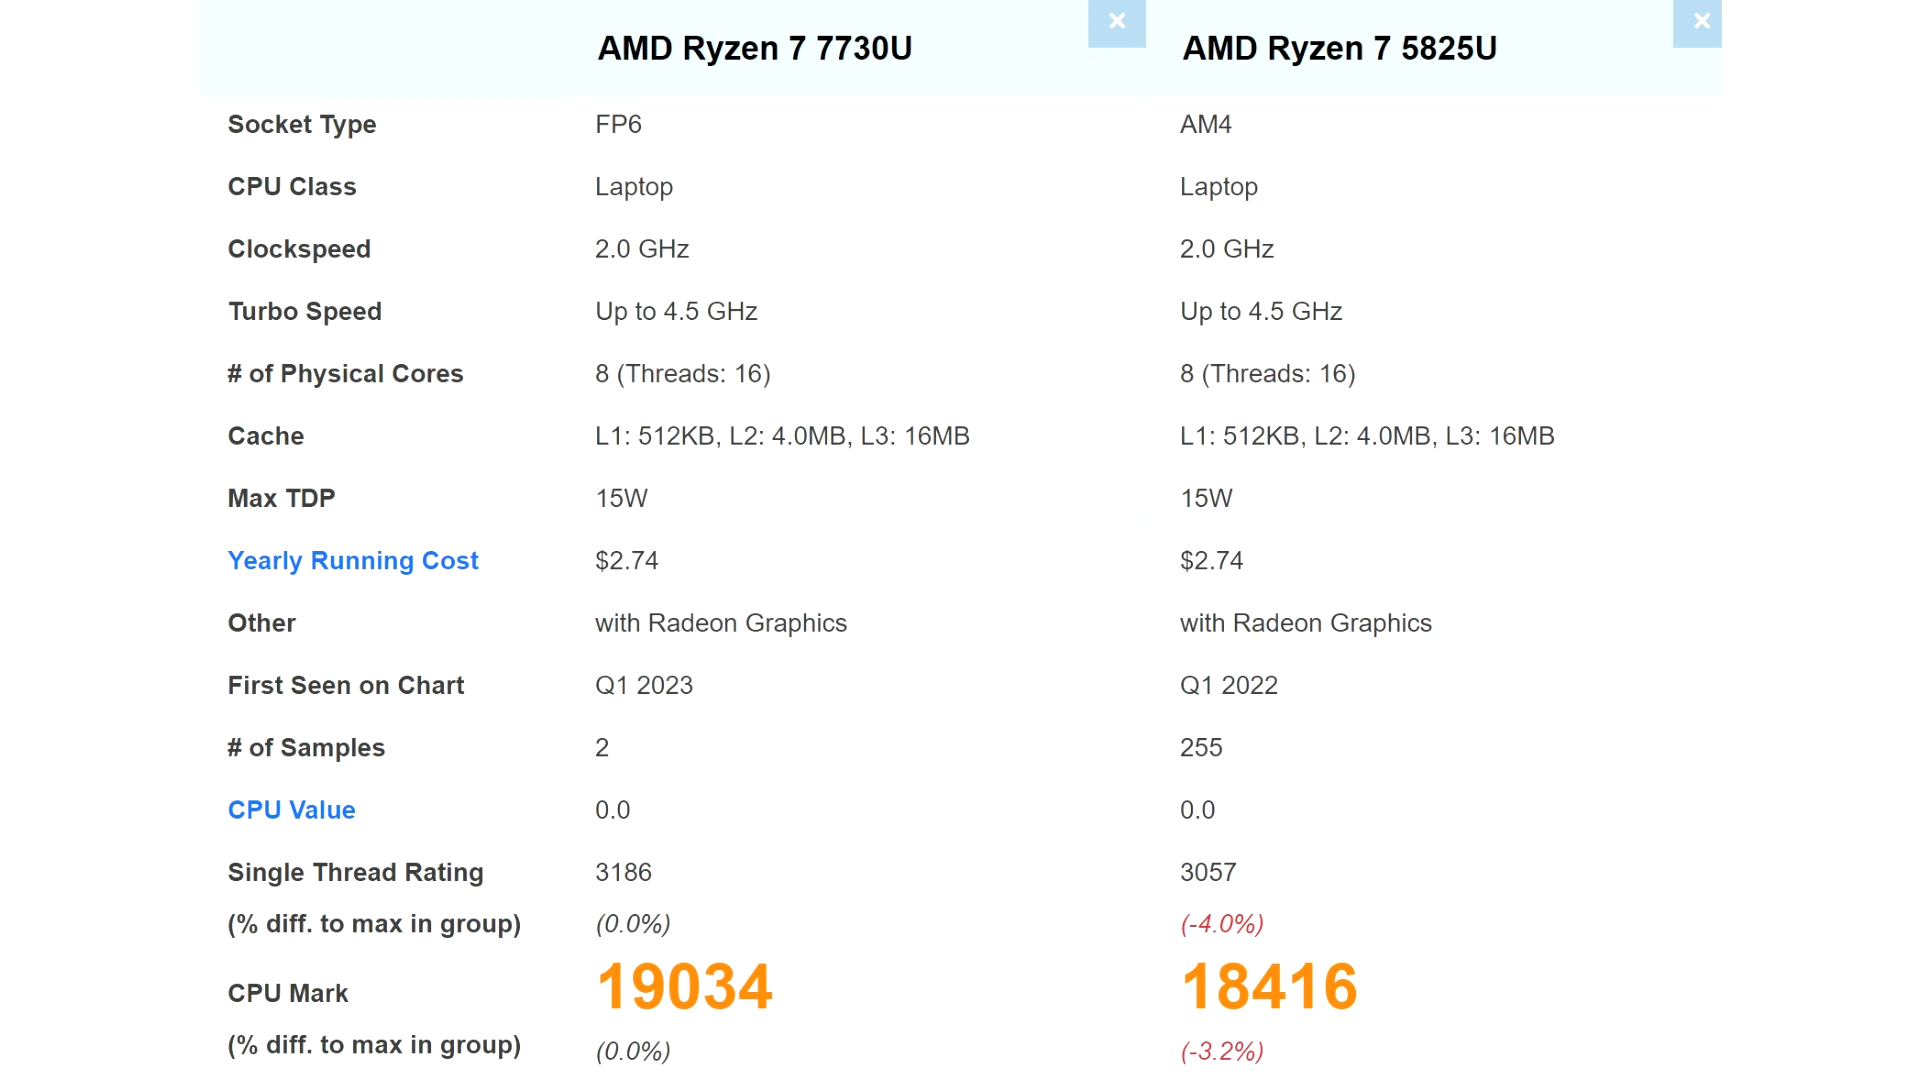 × ×
AMD Ryzen 7 7730U AMD Ryzen 7 5825U
Socket Type FP6 AM4
CPU Class Laptop Laptop
Clockspeed 2.0 GHz 2.0 GHz
Turbo Speed Up to 4.5 GHz Up to 4.5 GHz
# of Physical Cores 8 (Threads: 16) 8 (Threads: 16)
Cache L1: 512KB, L2: 4.0MB, L3: 16MB L1: 512KB, L2: 4.0MB, L3: 16MB
Max TDP 15W 15W
Yearly Running Cost $2.74 $2.74
Other with Radeon Graphics with Radeon Graphics
First Seen on Chart Q1 2023 Q1 2022
# of Samples 2 255
CPU Value 0.0 0.0
Single Thread Rating 3186 3057
(% diff. to max in group) (0.0%) (-4.0%)
CPU Mark 19034 18416
(% diff. to max in group) (0.0%) (-3.2%)